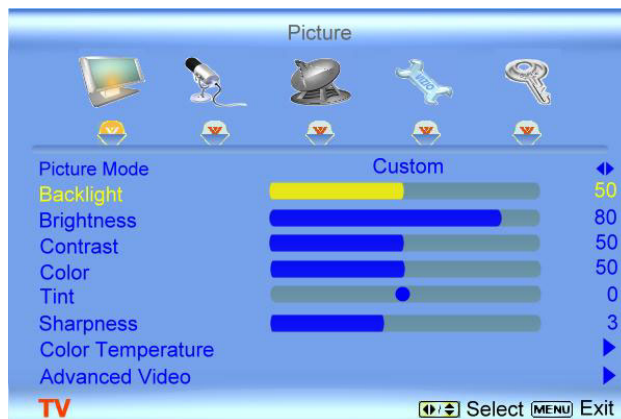 Picture
VIZIO
Picture Mode Custom
Backlight 50
Brightness 80
Contrast 50
Color 50
Tint 0
Sharpness 3
Color Temperature
Advanced Video
TV Select MENU Exit